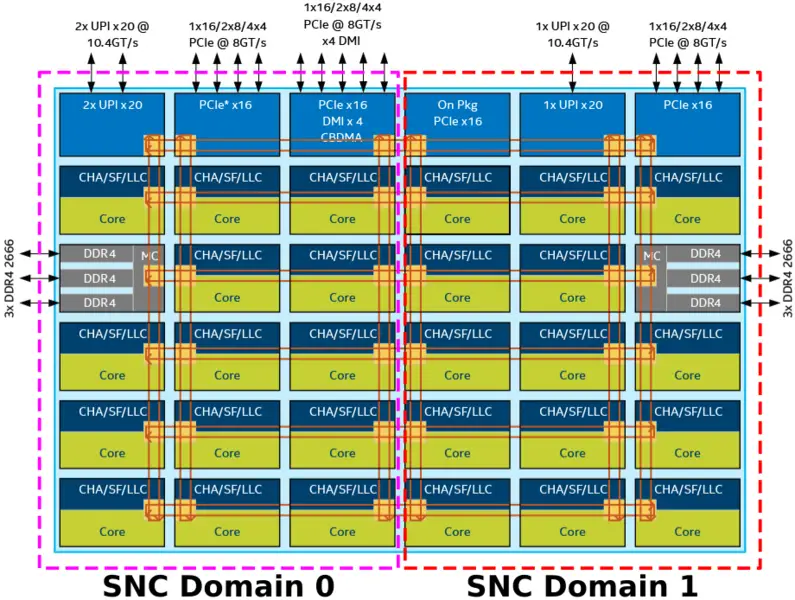 2x UPI x20 @
10.4GT/s
1x16/2x8/4x4
PCIe @ 8GT/s
1x16/2x8/4x4
PCIe @ 8GT/s
x4 DMI
1x UPI x20 @
10.4GT/s
1x16/2x8/4x4
PCIe @ 8GT/s
2x UPI x20
PCIe* x16
PCIe x16
DMI x 4
CBDMA
On Pkg
PCIe x16
1x UPI x20
PCIe x16
CHA/SF/LLC
CHA/SF/LLC
CHA/SF/LLC
CHA/SF/LLC
CHA/SF/LLC
CHA/SF/LLC
Core
Core
Core
Core
Core
Core
3x DDR4 2666
DDR4
MC
DDR4
DDR4
CHA/SF/LLC
CHA/SF/LLC
CHA/SF/LLC
CHA/SF/LLC
Core
Core
Core
Core
MC
DDR4
DDR4
DDR4
3x DDR4 2666
CHA/SF/LLC
CHA/SF/LLC
CHA/SF/LLC
CHA/SF/LLC
CHA/SF/LLC
CHA/SF/LLC
Core
Core
Core
Core
Core
Core
CHA/SF/LLC
CHA/SF/LLC
CHA/SF/LLC
CHA/SF/LLC
CHA/SF/LLC
CHA/SF/LLC
Core
Core
Core
Core
Core
Core
CHA/SF/LLC
CHA/SF/LLC
CHA/SF/LLC
CHA/SF/LLC
CHA/SF/LLC
CHA/SF/LLC
Core
Core
Core
Core
Core
Core
SNC Domain 0
SNC Domain 1